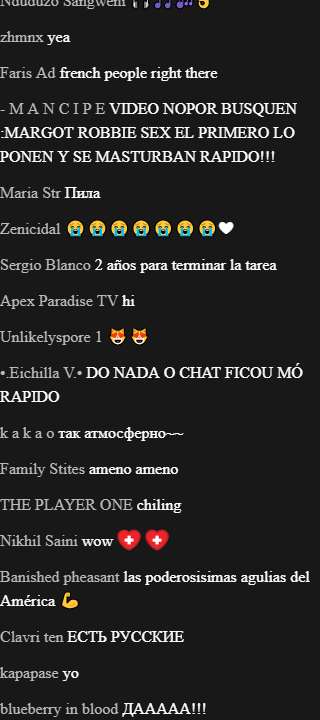 Nduduzo Sangweni 🎧🎵🎶👌
zhmnx yea
Faris Ad french people right there
- M A N C I P E VIDEO NOPOR BUSQUEN
:MARGOT ROBBIE SEX EL PRIMERO LO
PONEN Y SE MASTURBAN RAPIDO!!!
Maria Str Пила
Zenicidal 😭😭😭😭😭😭😭🤍
Sergio Blanco 2 años para terminar la tarea
Apex Paradise TV hi
Unlikelyspore 1 😻😻
•.Eichilla V.• DO NADA O CHAT FICOU MÓ
RAPIDO
k a k a o так атмосферно~~
Family Stites ameno ameno
THE PLAYER ONE chiling
Nikhil Saini wow
Banished pheasant las poderosisimas agulias del
América 💪
Clavri ten ЕСТЬ РУССКИЕ
kapapase yo
blueberry in blood ДААААА!!!